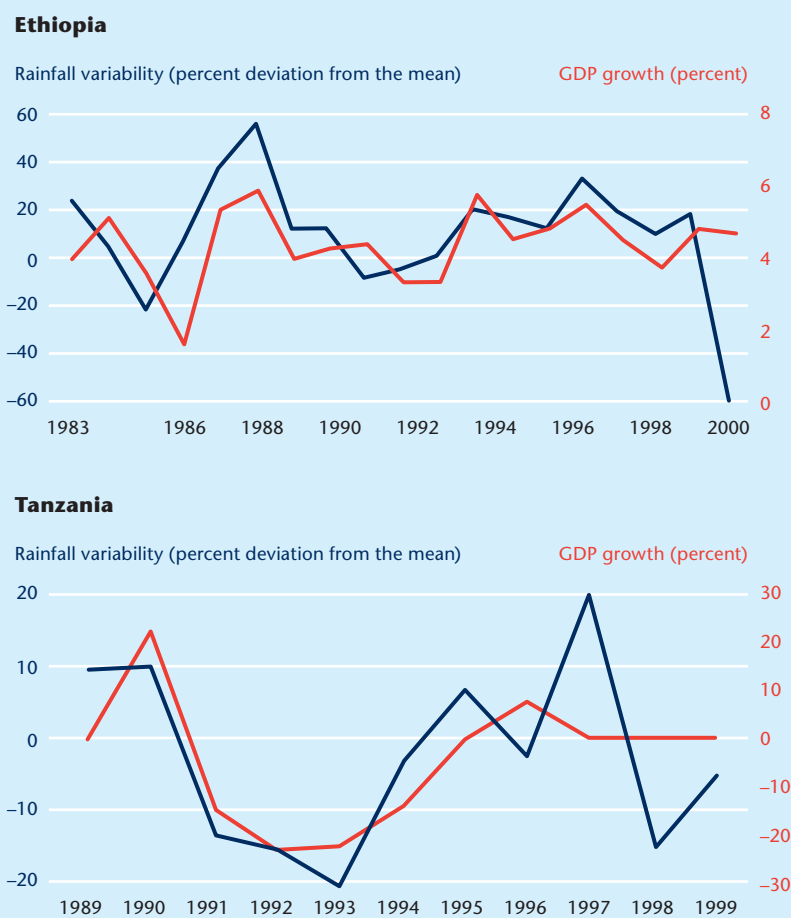 Ethiopia
Rainfall variability (percent deviation from the mean) GDP growth (percent)
60 8
40 6
20
0 4
–20 2
–40
–60 0
1983 1986 1988 1990 1992 1994 1996 1998 2000
Tanzania
Rainfall variability (percent deviation from the mean) GDP growth (percent)
20 30
20
10 10
0 0
–10
–10 –20
–20 –30
1989 1990 1991 1992 1993 1994 1995 1996 1997 1998 1999